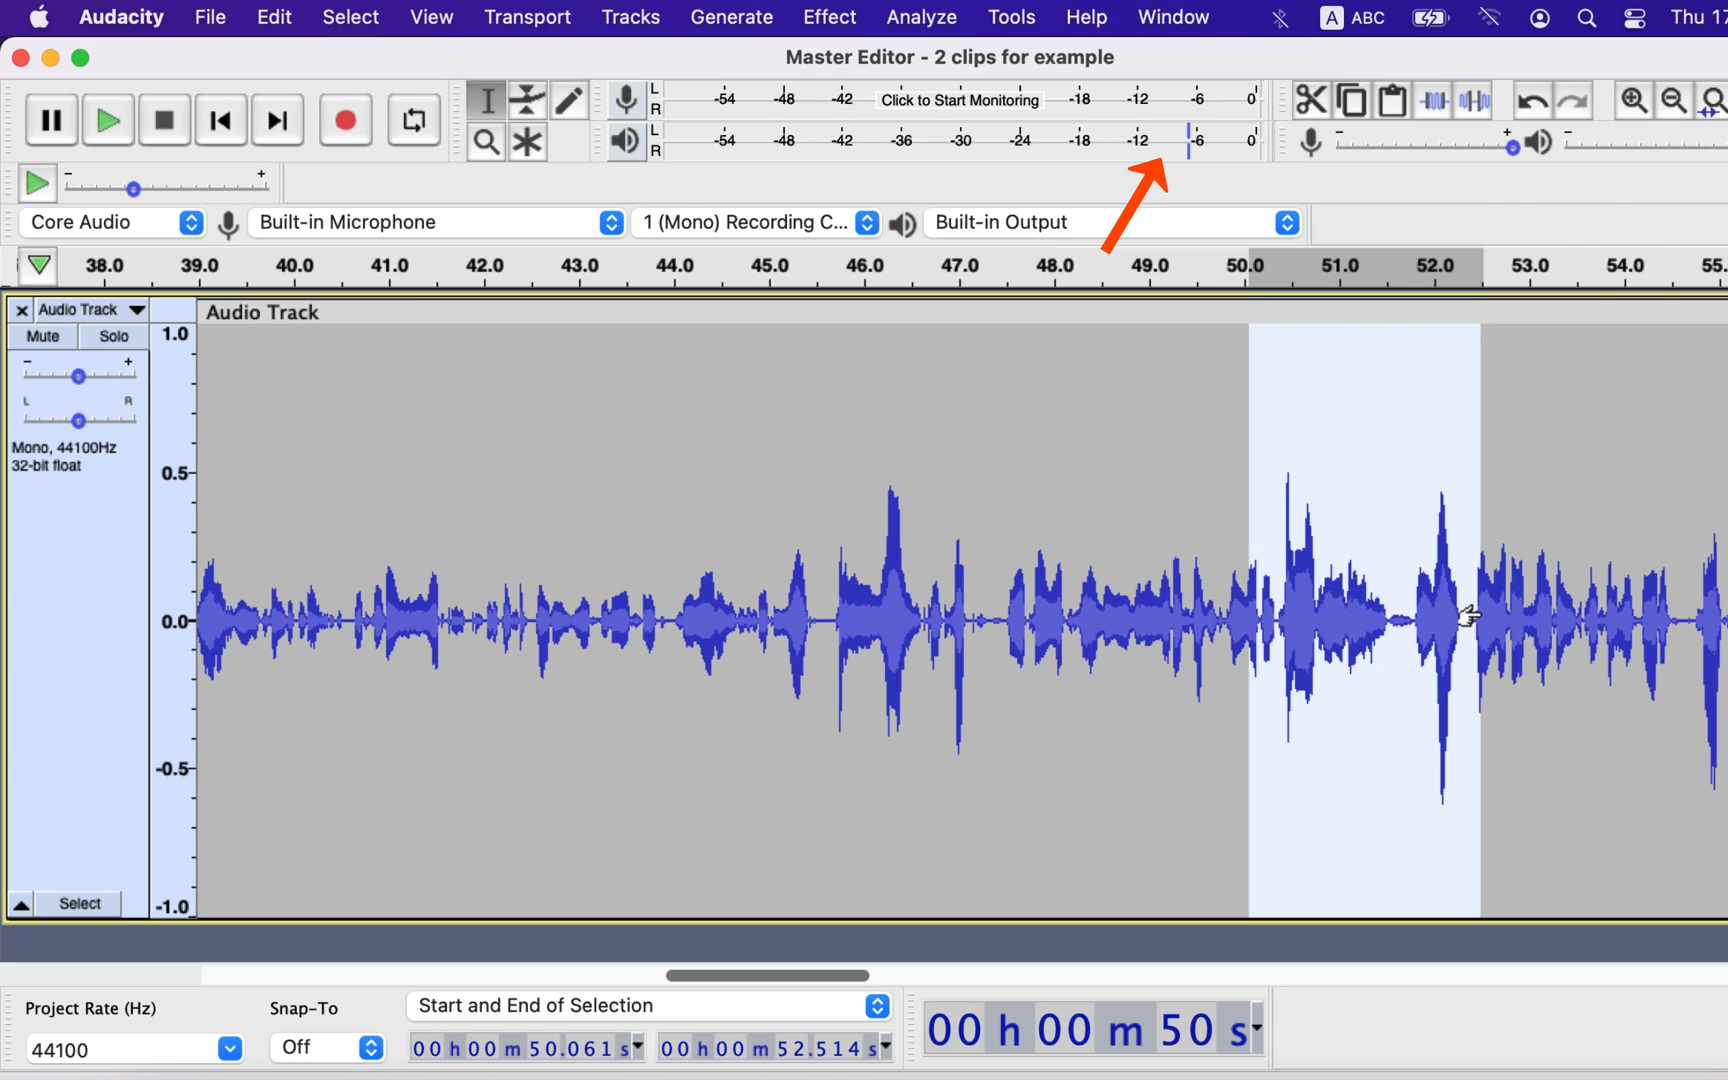 Audacity File Edit Select View Transport Tracks Generate Effect Analyze Tools Help Window A ABC Thu 17
Master Editor - 2 clips for example
L
R
-54 -48 -42 Click to Start Monitoring -18 -12 -6 0
L
R
-54 -48 -42 -36 -30 -24 -18 -12 -6 0
- +
-
- +
Core Audio Built-in Microphone 1 (Mono) Recording C... Built-in Output
38.0 39.0 40.0 41.0 42.0 43.0 44.0 45.0 46.0 47.0 48.0 49.0 50.0 51.0 52.0 53.0 54.0 55.
× Audio Track Audio Track
Mute Solo
- +
L R
Mono, 44100Hz
32-bit float
1.0
0.5
0.0
-0.5
-1.0
Select
Project Rate (Hz) Snap-To Start and End of Selection
44100 Off 00 h 00 m 50.061 s 00 h 00 m 52.514 s
00 h 00 m 50 s